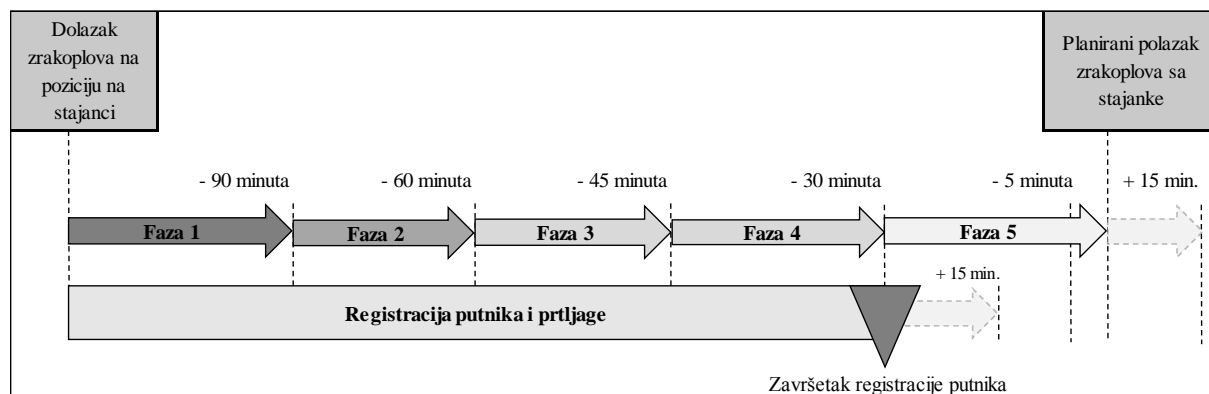 Dolazak
zrakoplova na
poziciju na
stajanci
Planirani polazak
zrakoplova sa
stajanke
- 90 minuta
- 60 minuta
- 45 minuta
- 30 minuta
- 5 minuta
+ 15 min.
Faza 1
Faza 2
Faza 3
Faza 4
Faza 5
+ 15 min.
Registracija putnika i prtljage
Završetak registracije putnika